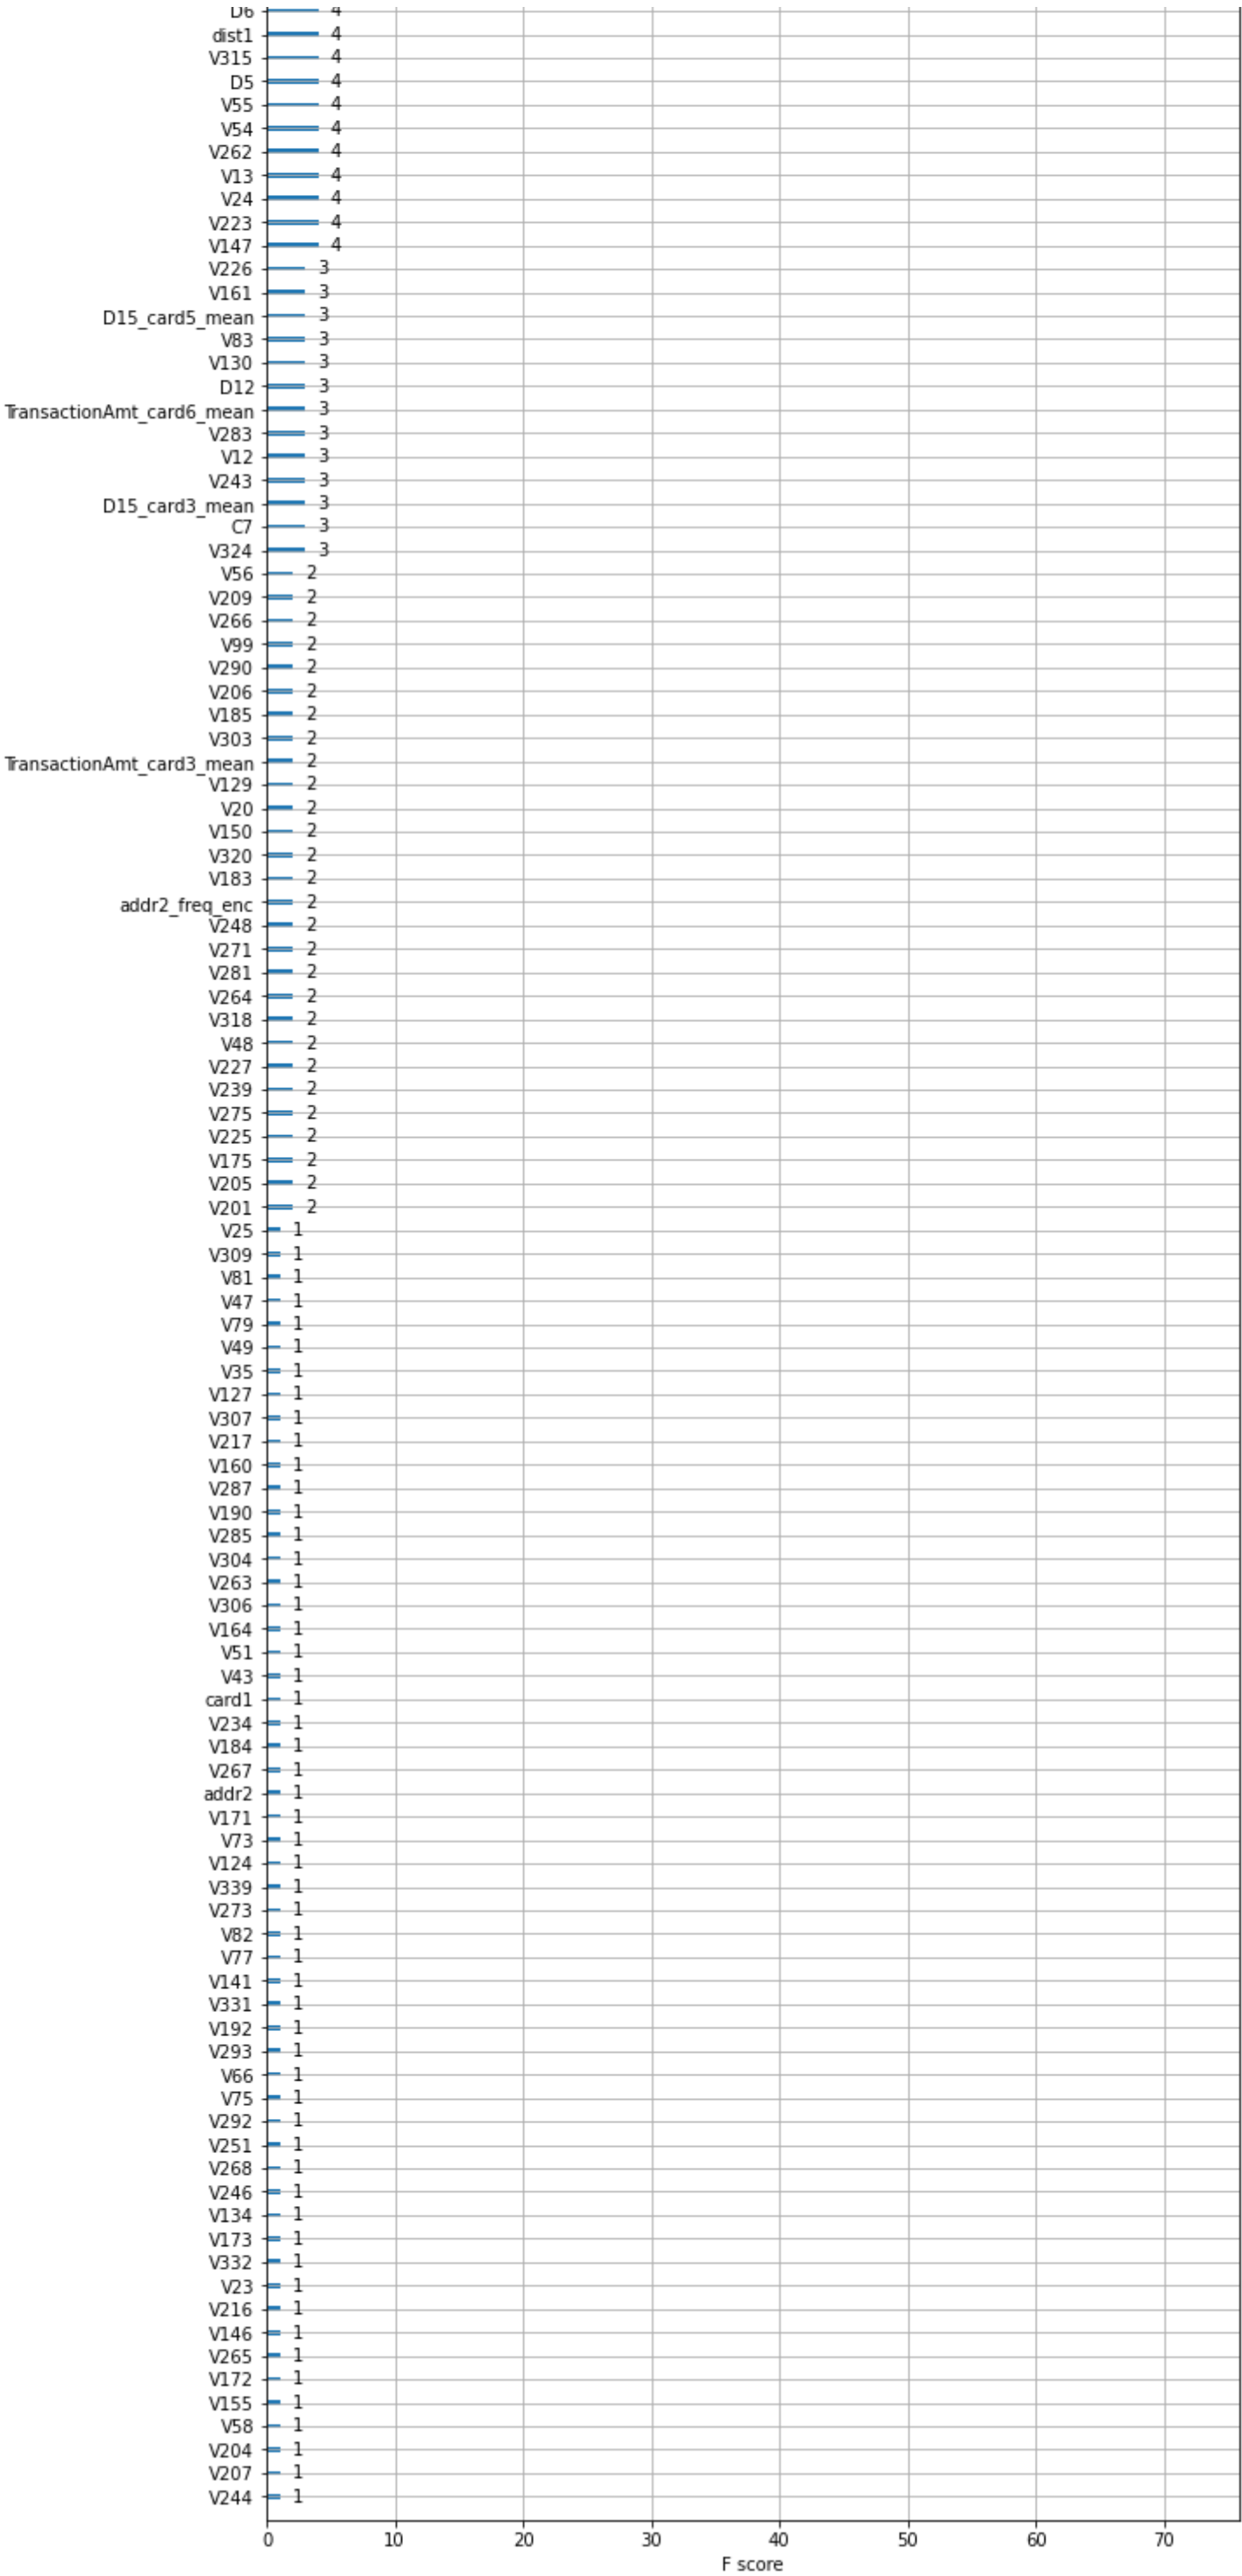 D6 4
dist1 4
V315 4
D5 4
V55 4
V54 4
V262 4
V13 4
V24 4
V223 4
V147 4
V226 3
V161 3
D15_card5_mean 3
V83 3
V130 3
D12 3
TransactionAmt_card6_mean 3
V283 3
V12 3
V243 3
D15_card3_mean 3
C7 3
V324 3
V56 2
V209 2
V266 2
V99 2
V290 2
V206 2
V185 2
V303 2
TransactionAmt_card3_mean 2
V129 2
V20 2
V150 2
V320 2
V183 2
addr2_freq_enc 2
V248 2
V271 2
V281 2
V264 2
V318 2
V48 2
V227 2
V239 2
V275 2
V225 2
V175 2
V205 2
V201 2
V25 1
V309 1
V81 1
V47 1
V79 1
V49 1
V35 1
V127 1
V307 1
V217 1
V160 1
V287 1
V190 1
V285 1
V304 1
V263 1
V306 1
V164 1
V51 1
V43 1
card1 1
V234 1
V184 1
V267 1
addr2 1
V171 1
V73 1
V124 1
V339 1
V273 1
V82 1
V77 1
V141 1
V331 1
V192 1
V293 1
V66 1
V75 1
V292 1
V251 1
V268 1
V246 1
V134 1
V173 1
V332 1
V23 1
V216 1
V146 1
V265 1
V172 1
V155 1
V58 1
V204 1
V207 1
V244 1
0 10 20 30 40 50 60 70
F score